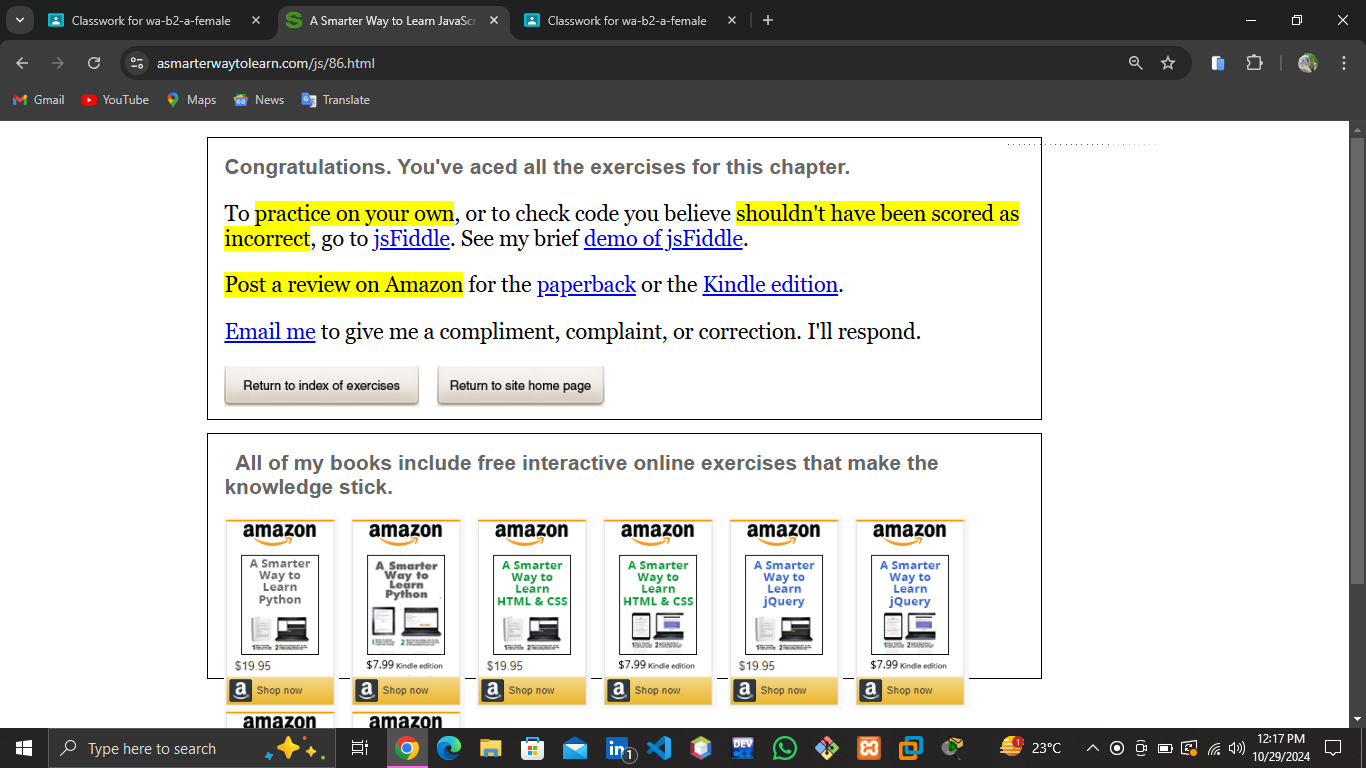 Classwork for wa-b2-a-female
A Smarter Way to Learn JavaScr
Classwork for wa-b2-a-female
asmarterwaytolearn.com/js/86.html
Gmail
YouTube
Maps
News
Translate
Congratulations. You've aced all the exercises for this chapter.
To practice on your own, or to check code you believe shouldn't have been scored as
incorrect, go to jsFiddle. See my brief demo of jsFiddle.
Post a review on Amazon for the paperback or the Kindle edition.
Email me to give me a compliment, complaint, or correction. I'll respond.
Return to index of exercises
Return to site home page
All of my books include free interactive online exercises that make the
knowledge stick.
amazon
amazon
amazon
amazon
amazon
amazon
A Smarter
Way to
Learn
Python
A Smarter
Way to
Learn
Python
A Smarter
Way to
Learn
HTML & CSS
A Smarter
Way to
Learn
HTML & CSS
A Smarter
Way to
Learn
jQuery
A Smarter
Way to
Learn
jQuery
$19.95
$7.99 Kindle edition
$19.95
$7.99 Kindle edition
$19.95
$7.99 Kindle edition
Shop now
Shop now
Shop now
Shop now
Shop now
Shop now
amazon
amazon
Type here to search
1
DEV
1
23°C
12:17 PM
10/29/2024